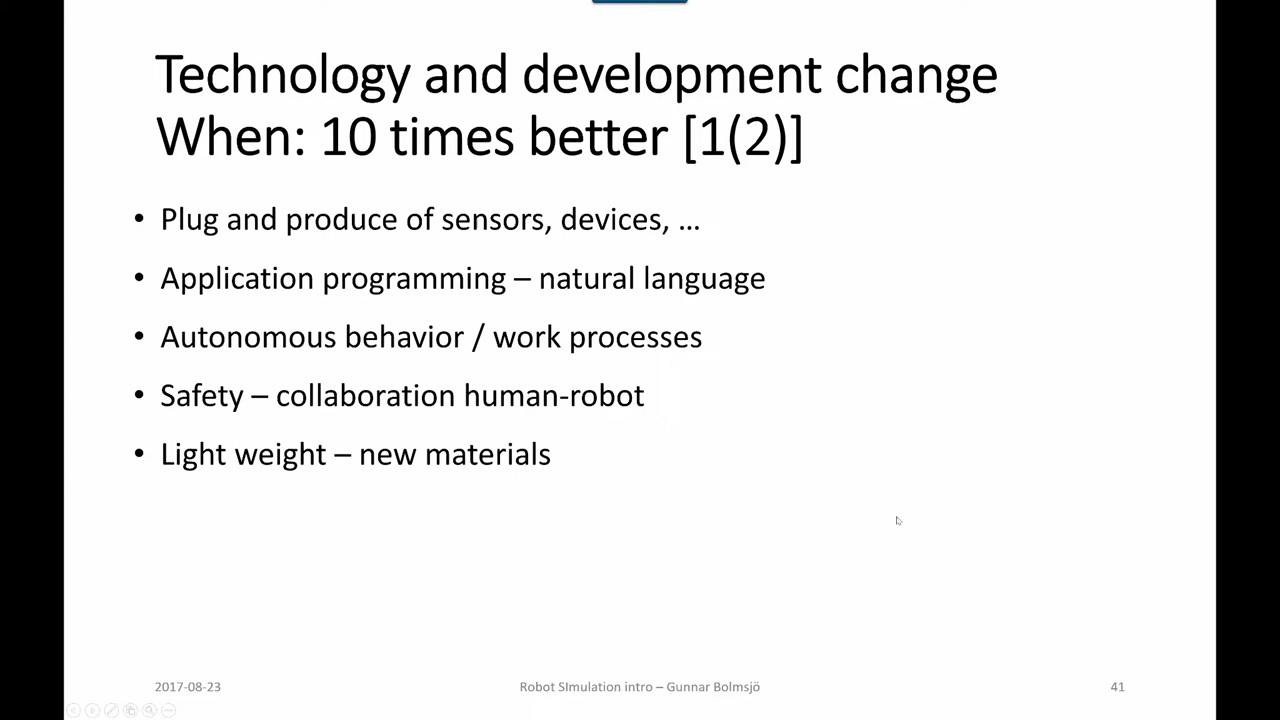 Technology and development change
When: 10 times better [1(2)]
• Plug and produce of sensors, devices, …
• Application programming – natural language
• Autonomous behavior / work processes
• Safety – collaboration human-robot
• Light weight – new materials
2017-08-23
Robot SImulation intro – Gunnar Bolmsjö
41